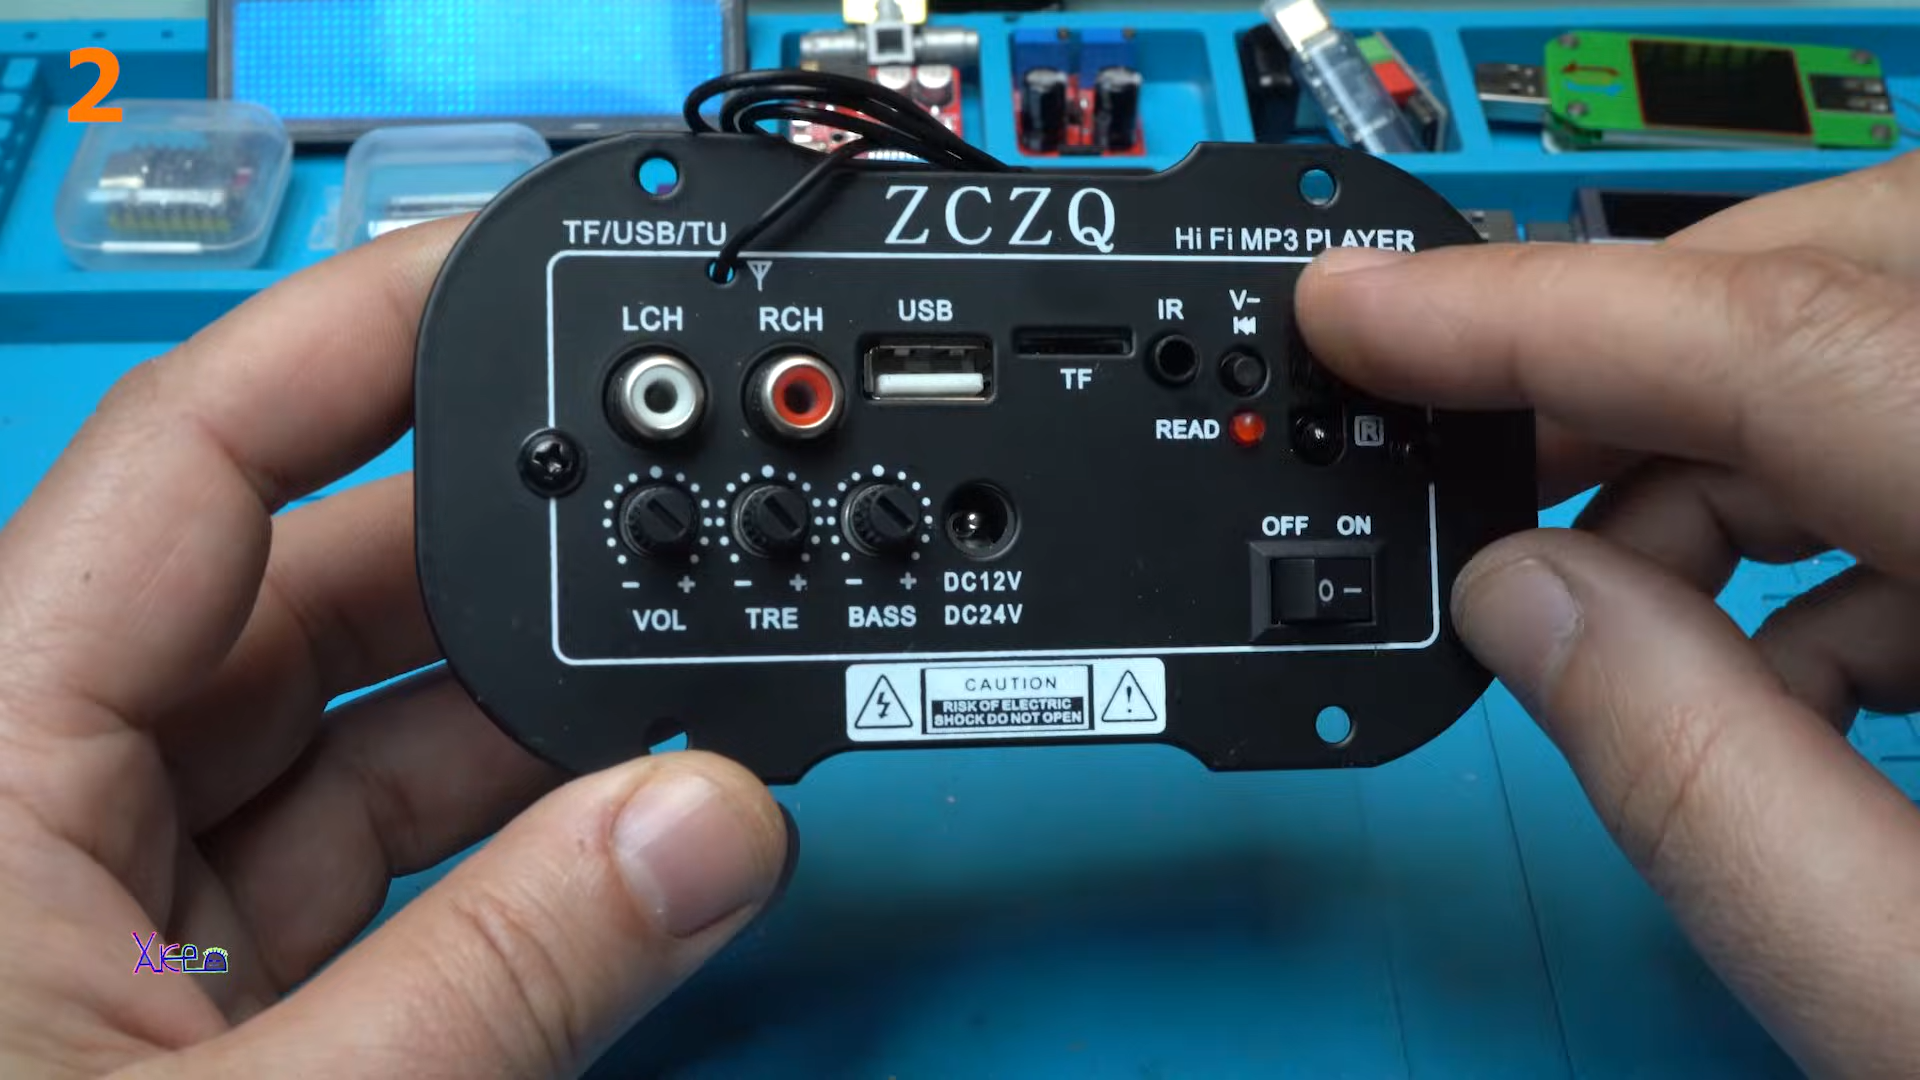 2
ZCZQ
TF/USB/TU
Hi Fi MP3 PLAYER
LCH
RCH
USB
TF
IR
V–
READ
R
OFF ON
0 –
– +
– +
– +
VOL
TRE
BASS
DC12V
DC24V
CAUTION
RISK OF ELECTRIC
SHOCK DO NOT OPEN